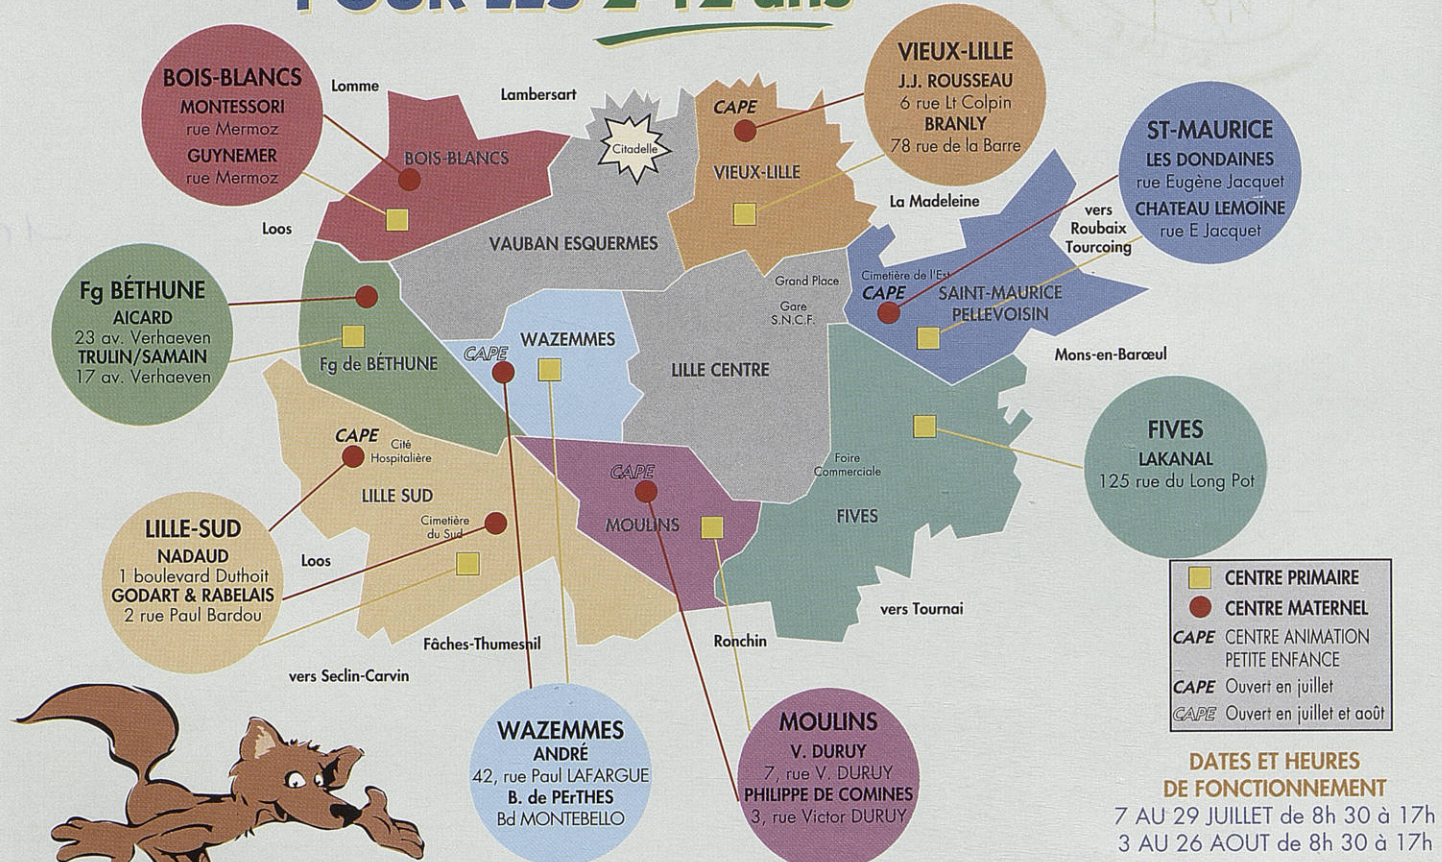 POUR LES 2-12 ans
BOIS-BLANCS
MONTESSORI
rue Mermoz
GUYNEMER
rue Mermoz
Lomme
Lambersart
Citadelle
BOIS-BLANCS
CAPE
VIEUX-LILLE
VIEUX-LILLE
J.J. ROUSSEAU
6 rue Lt Colpin
BRANLY
78 rue de la Barre
ST-MAURICE
LES DONDAINES
rue Eugène Jacquet
CHATEAU LEMOINE
rue E Jacquet
La Madeleine
vers
Roubaix
Tourcoing
Loos
VAUBAN ESQUERMES
Grand Place
Gare
S.N.C.F.
Cimetière de l'Est
CAPE
SAINT-MAURICE
PELLEVOISIN
Mons-en-Barœul
Fg BÉTHUNE
AICARD
23 av. Verhaeven
TRULIN/SAMAIN
17 av. Verhaeven
Fg de BÉTHUNE
CAPE
WAZEMMES
LILLE CENTRE
FIVES
LAKANAL
125 rue du Long Pot
CAPE
Cité
Hospitalière
LILLE SUD
Cimetière
du Sud
CAPE
MOULINS
Foire
Commerciale
FIVES
LILLE-SUD
NADAUD
1 boulevard Duthoit
GODART & RABELAIS
2 rue Paul Bardou
Loos
Fâches-Thumesnil
vers Seclin-Carvin
Ronchin
vers Tournai
CENTRE PRIMAIRE
CENTRE MATERNEL
CAPE CENTRE ANIMATION
PETITE ENFANCE
CAPE Ouvert en juillet
CAPE Ouvert en juillet et août
WAZEMMES
ANDRÉ
42, rue Paul LAFARGUE
B. de PErTHES
Bd MONTEBELLO
MOULINS
V. DURUY
7, rue V. DURUY
PHILIPPE DE COMINES
3, rue Victor DURUY
DATES ET HEURES
DE FONCTIONNEMENT
7 AU 29 JUILLET de 8h 30 à 17h
3 AU 26 AOUT de 8h 30 à 17h